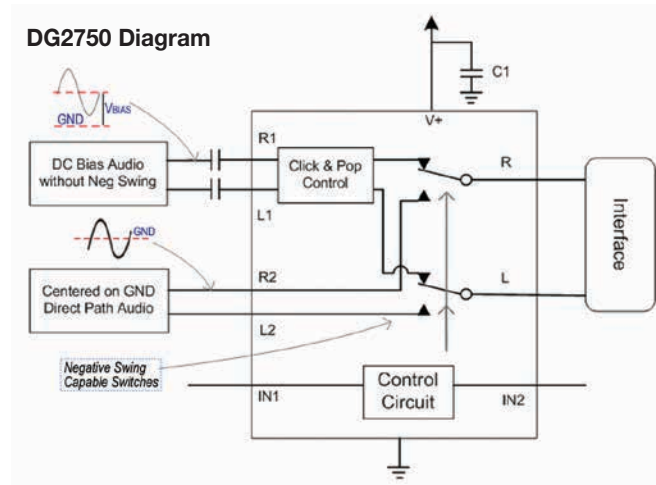 DG2750 Diagram
C1
GND
VBIAS
V+
R1
DC Bias Audio
without Neg Swing
Click & Pop
Control
R
L1
GND
Interface
R2
L
Centered on GND
Direct Path Audio
L2
Negative Swing
Capable Switches
Control
Circuit
IN1
IN2